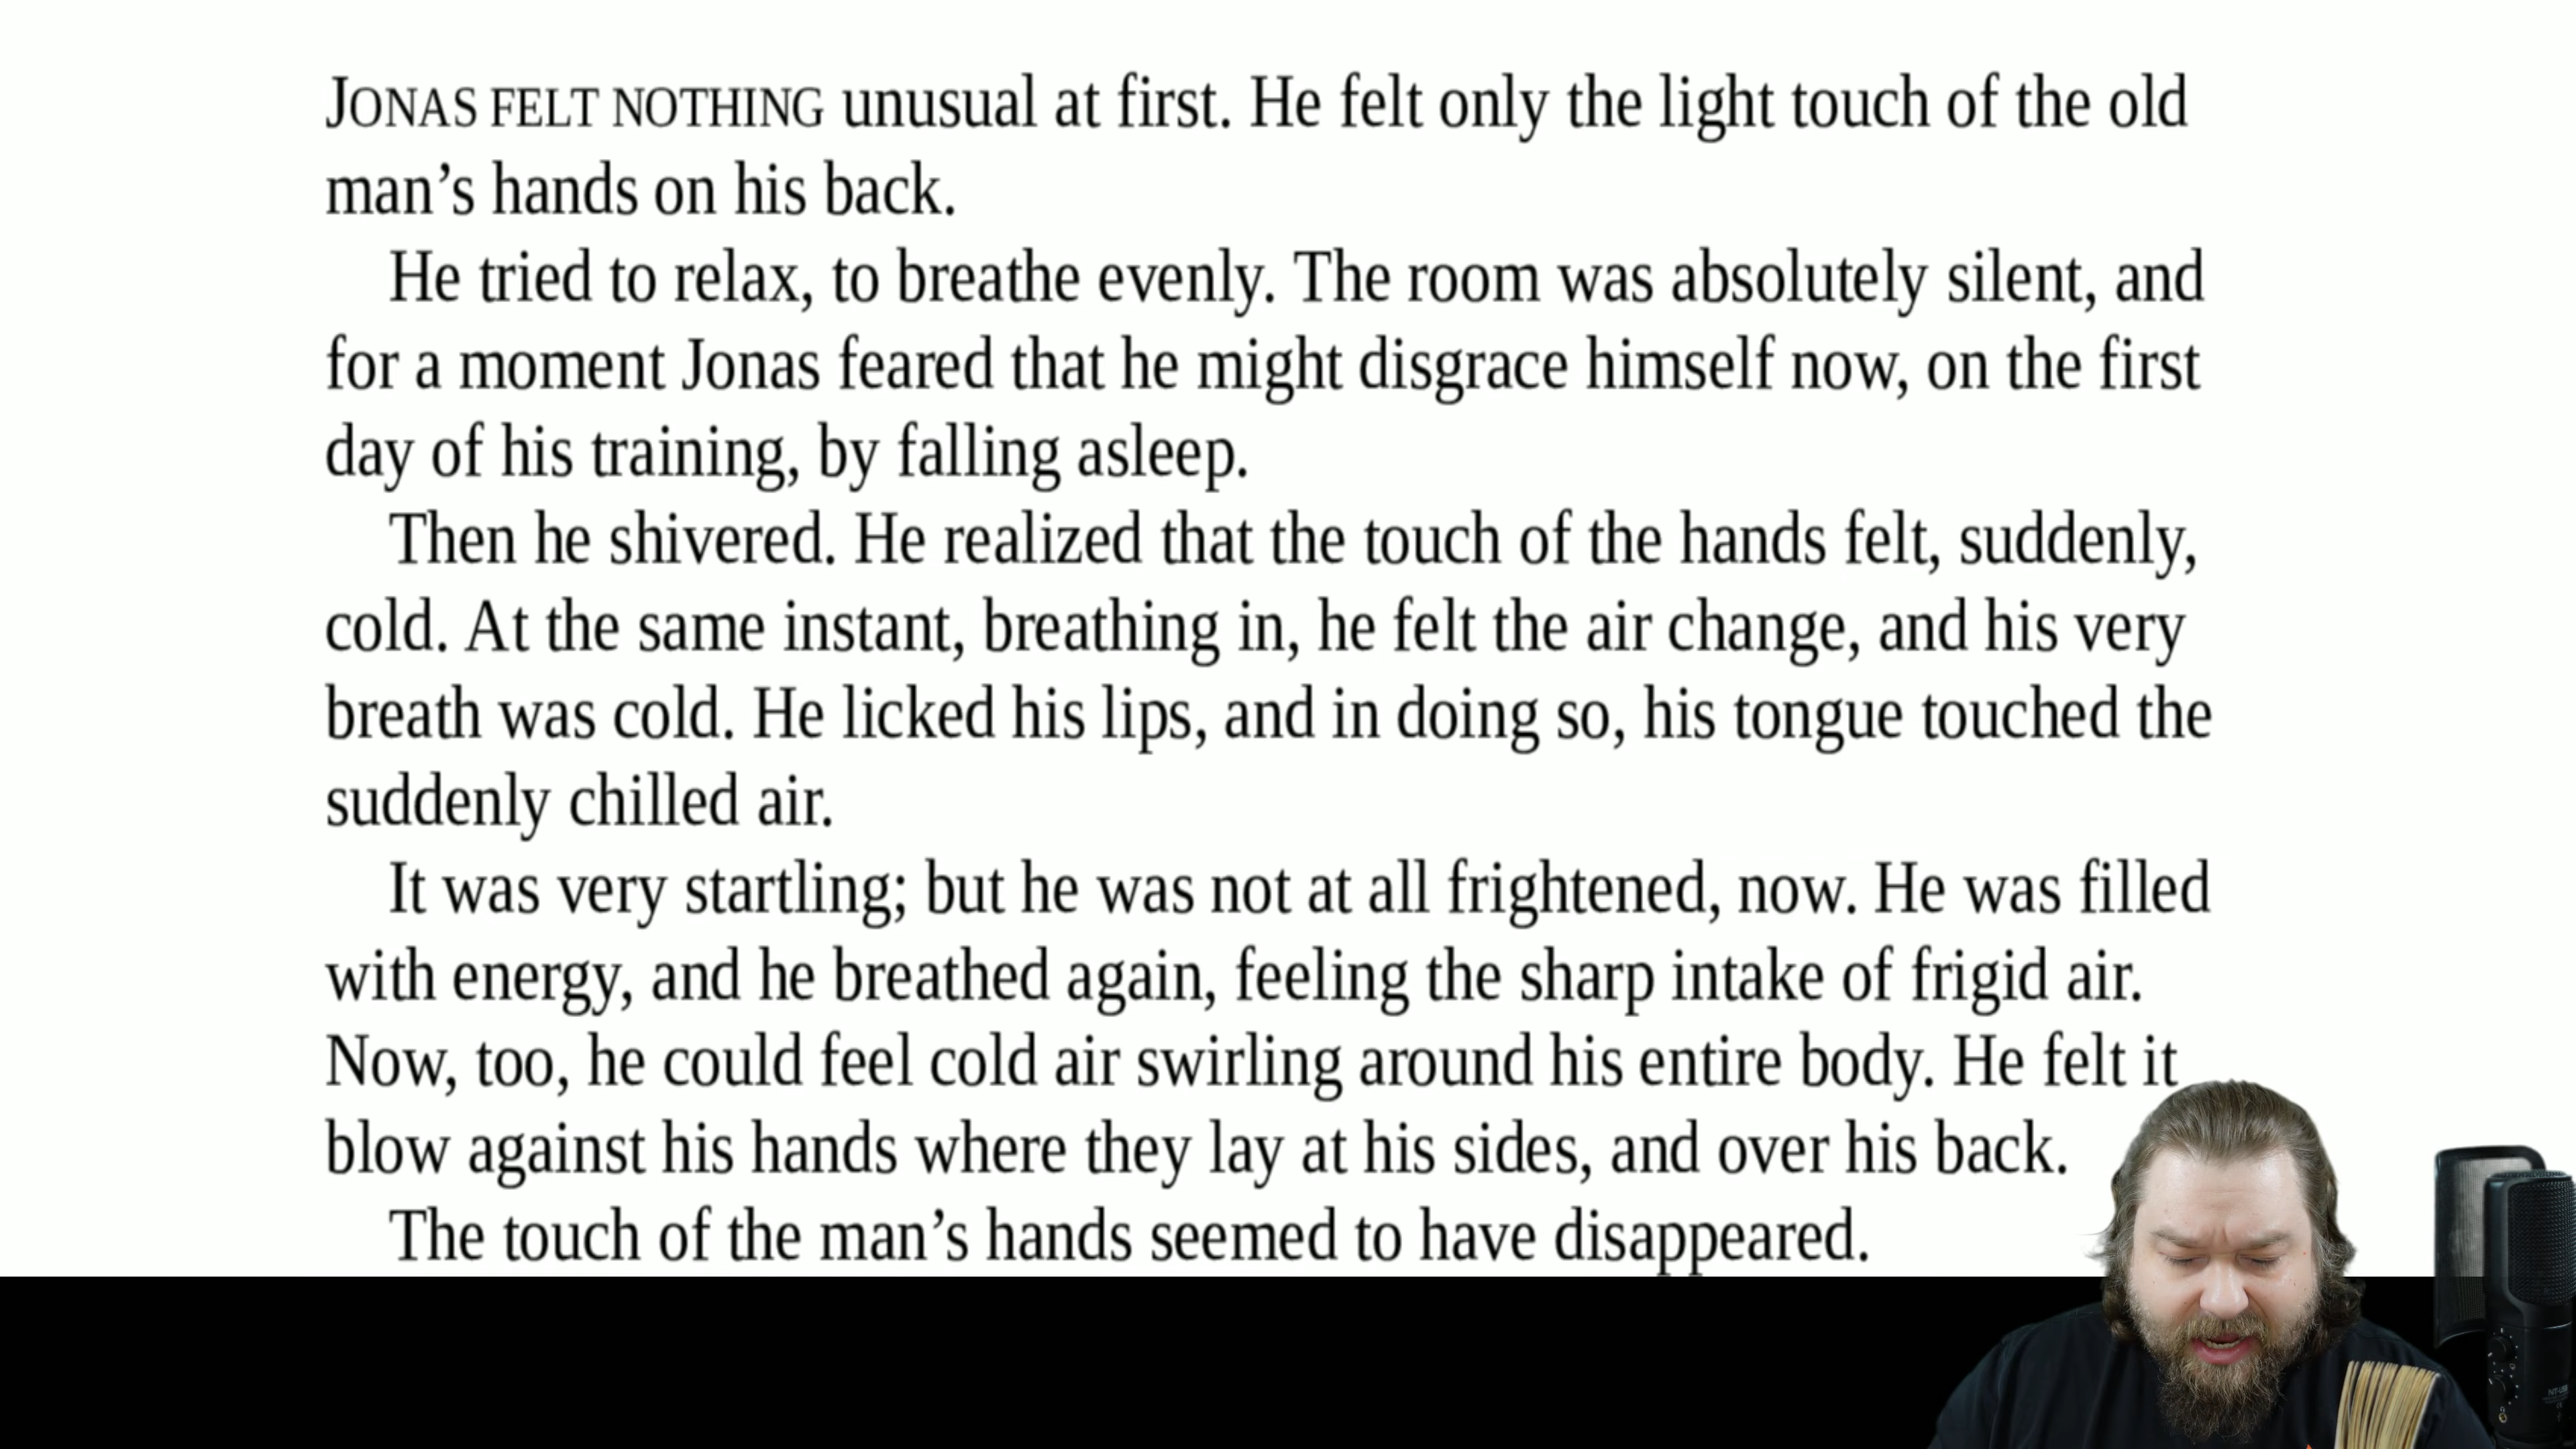 JONAS FELT NOTHING unusual at first. He felt only the light touch of the old
man’s hands on his back.
He tried to relax, to breathe evenly. The room was absolutely silent, and
for a moment Jonas feared that he might disgrace himself now, on the first
day of his training, by falling asleep.
Then he shivered. He realized that the touch of the hands felt, suddenly,
cold. At the same instant, breathing in, he felt the air change, and his very
breath was cold. He licked his lips, and in doing so, his tongue touched the
suddenly chilled air.
It was very startling; but he was not at all frightened, now. He was filled
with energy, and he breathed again, feeling the sharp intake of frigid air.
Now, too, he could feel cold air swirling around his entire body. He felt it
blow against his hands where they lay at his sides, and over his back.
The touch of the man’s hands seemed to have disappeared.